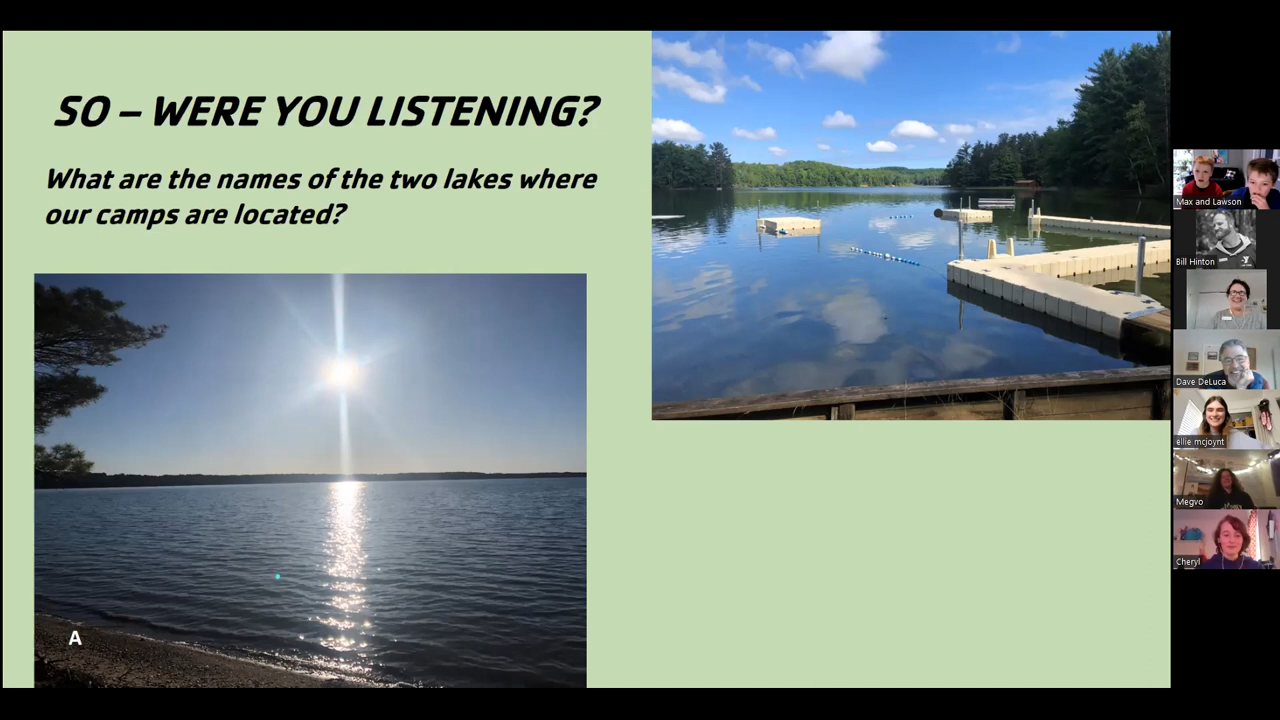 SO – WERE YOU LISTENING?
What are the names of the two lakes where
our camps are located?
A
Max and Lawson
Bill Hinton
Dave DeLuca
ellie mcjoynt
Megvo
Cheryl